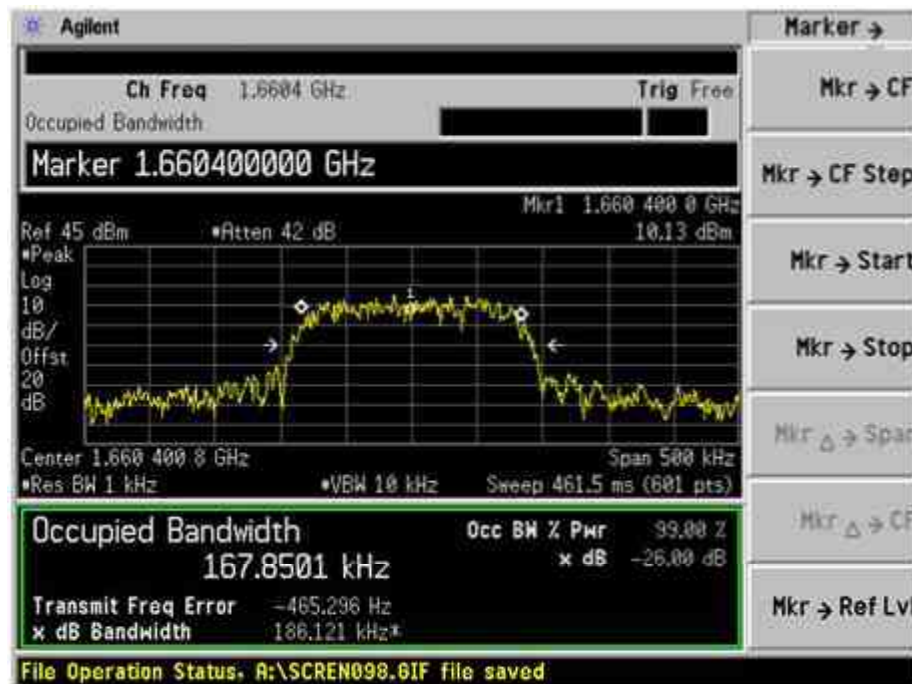 Agilent
Marker →
Ch Freq 1.6604 GHz
Trig Free
Occupied Bandwidth
Marker 1.660400000 GHz
Mkr1 1.660 400 0 GHz
Ref 45 dBm
*Atten 42 dB
10.13 dBm
*Peak
Log
10
dB/
Offst
20
dB
1
Center 1.660 400 8 GHz
Span 500 kHz
*Res BW 1 kHz
*VBW 10 kHz
Sweep 461.5 ms (601 pts)
Occupied Bandwidth
167.8501 kHz
Occ BW % Pwr 99.00 %
x dB -26.00 dB
Transmit Freq Error -465.296 Hz
x dB Bandwidth 186.121 kHz*
File Operation Status, A:\SCREN098.GIF file saved
Mkr → CF
Mkr → CF Step
Mkr → Start
Mkr → Stop
Mkr Δ → Span
Mkr Δ → CF
Mkr → Ref Lvl